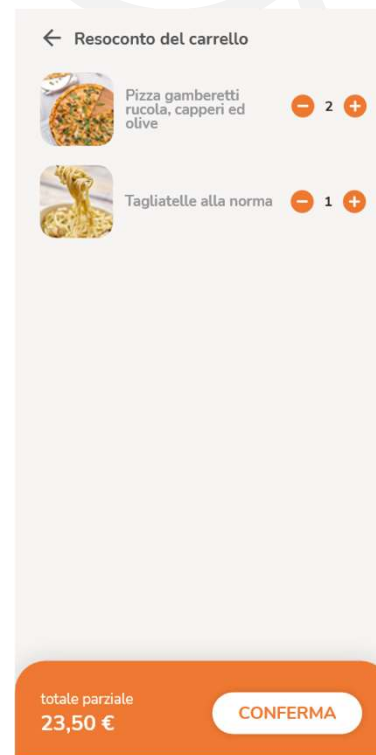 Resoconto del carrello
Pizza gamberetti
rucola, capperi ed
olive
2
Tagliatelle alla norma
1
totale parziale
23,50 €
CONFERMA